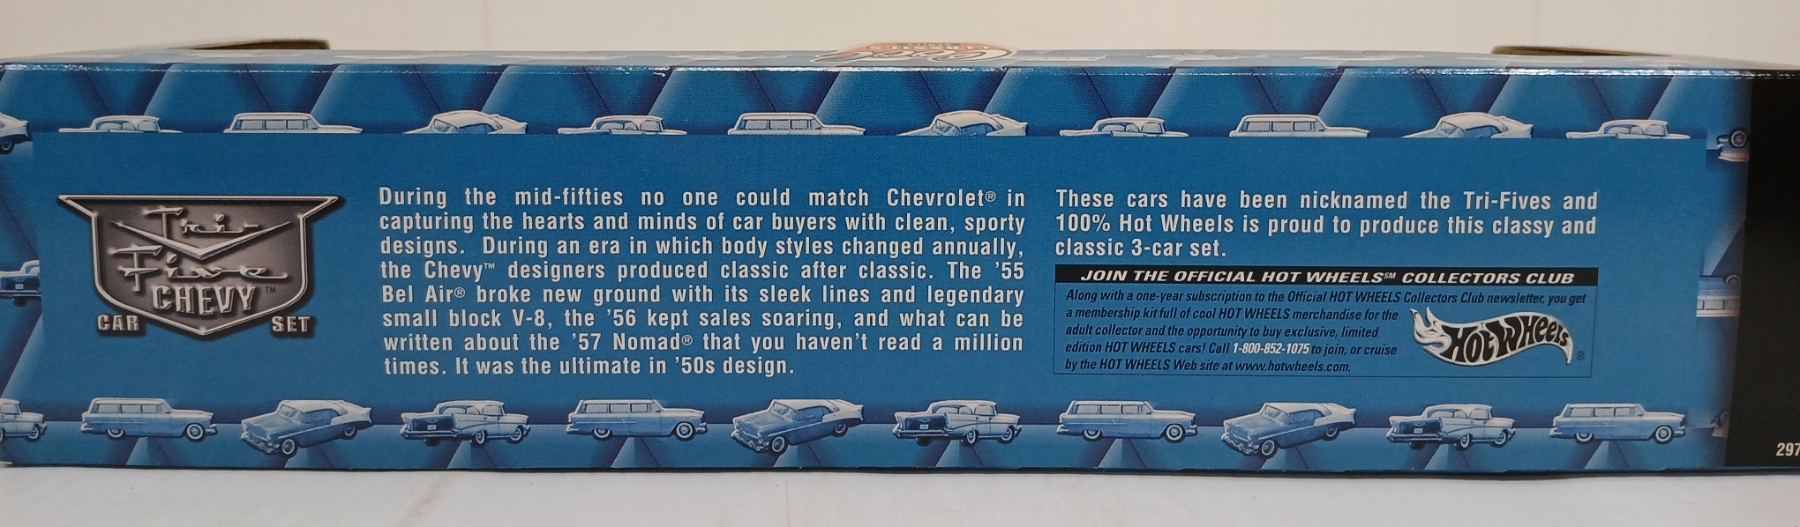 Tri-
Five
CHEVY™
CAR SET
During the mid-fifties no one could match Chevrolet® in
capturing the hearts and minds of car buyers with clean, sporty
designs. During an era in which body styles changed annually,
the Chevy™ designers produced classic after classic. The '55
Bel Air® broke new ground with its sleek lines and legendary
small block V-8, the '56 kept sales soaring, and what can be
written about the '57 Nomad® that you haven't read a million
times. It was the ultimate in '50s design.
These cars have been nicknamed the Tri-Fives and
100% Hot Wheels is proud to produce this classy and
classic 3-car set.
JOIN THE OFFICIAL HOT WHEELS℠ COLLECTORS CLUB
Along with a one-year subscription to the Official HOT WHEELS Collectors Club newsletter, you get
a membership kit full of cool HOT WHEELS merchandise for the
adult collector and the opportunity to buy exclusive, limited
edition HOT WHEELS cars! Call 1-800-852-1075 to join, or cruise
by the HOT WHEELS Web site at www.hotwheels.com.
Hot Wheels®
297